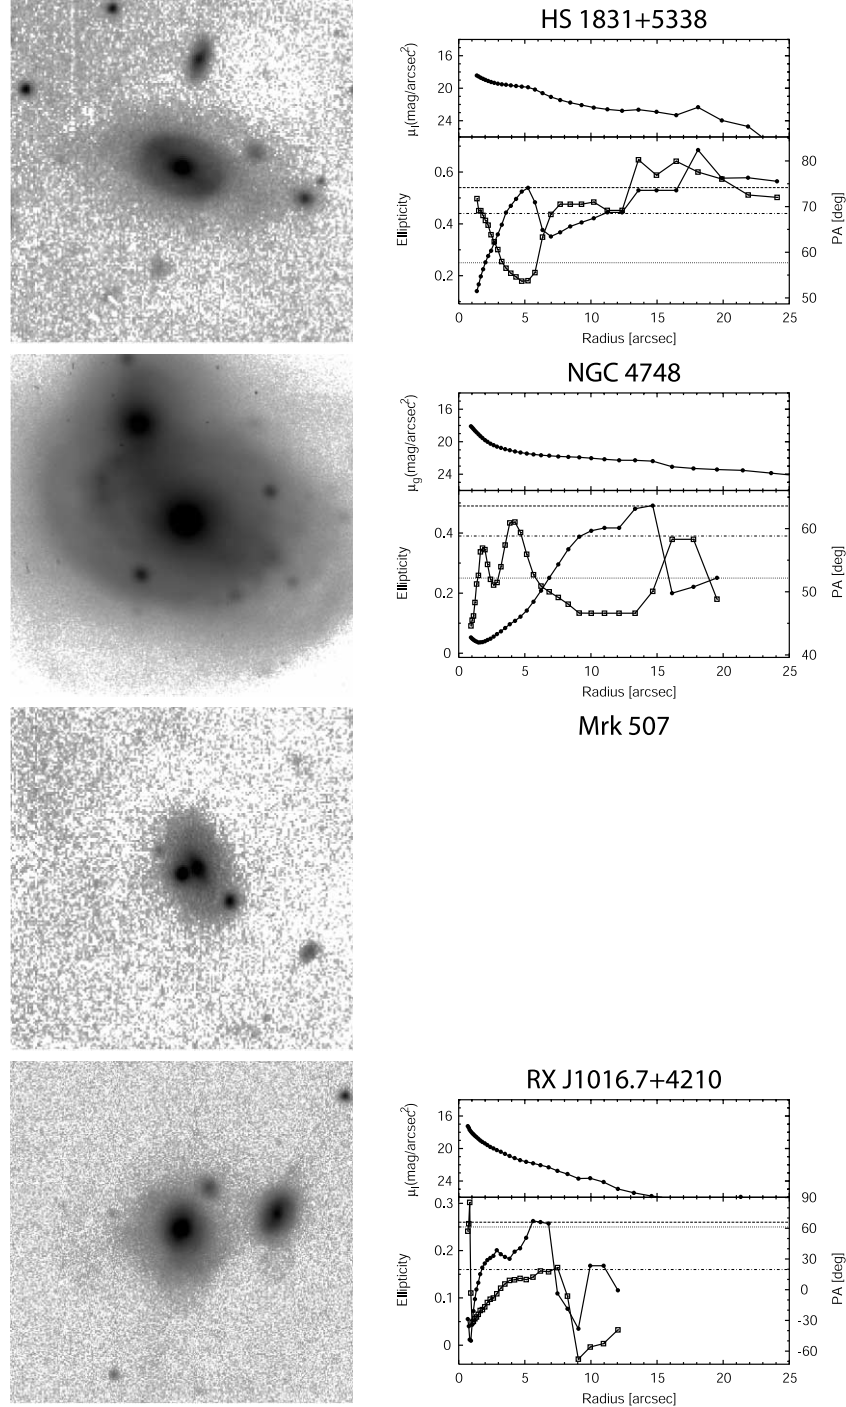 HS 1831+5338
μI(mag/arcsec²)
16
20
24
Ellipticity
0.6
0.4
0.2
PA [deg]
80
70
60
50
0 5 10 15 20 25
Radius [arcsec]
NGC 4748
μg(mag/arcsec²)
16
20
24
Ellipticity
0.4
0.2
0
PA [deg]
60
50
40
0 5 10 15 20 25
Radius [arcsec]
Mrk 507
RX J1016.7+4210
μI(mag/arcsec²)
16
20
24
Ellipticity
0.3
0.2
0.1
0
PA [deg]
90
60
30
0
-30
-60
0 5 10 15 20 25
Radius [arcsec]